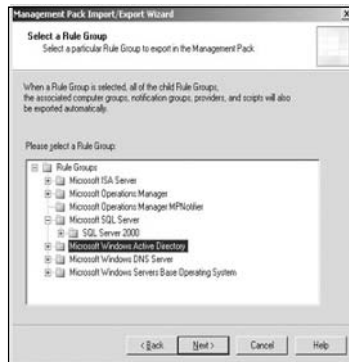 Management Pack Import/Export Wizard
Select a Rule Group
Select a particular Rule Group to export in the Management Pack
When a Rule Group is selected, all of the child Rule Groups,
the associated computer groups, notification groups, providers, and scripts will also
be exported automatically.
Please select a Rule Group:
Rule Groups
Microsoft ISA Server
Microsoft Operations Manager
Microsoft Operations Manager MPNotifier
Microsoft SQL Server
SQL Server 2000
Microsoft Windows Active Directory
Microsoft Windows DNS Server
Microsoft Windows Servers Base Operating System
< Back Next > Cancel Help